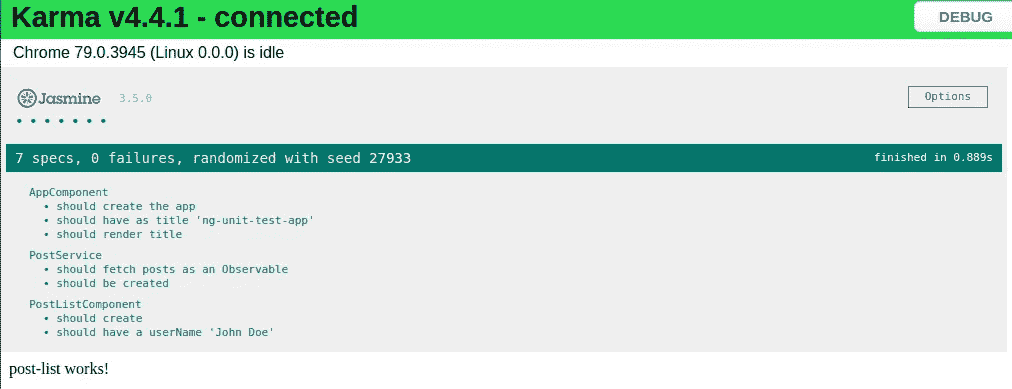 Karma v4.4.1 - connected
DEBUG
Chrome 79.0.3945 (Linux 0.0.0) is idle
Jasmine 3.5.0
Options
• • • • • • •
7 specs, 0 failures, randomized with seed 27933
finished in 0.889s
AppComponent
• should create the app
• should have as title 'ng-unit-test-app'
• should render title
PostService
• should fetch posts as an Observable
• should be created
PostListComponent
• should create
• should have a userName 'John Doe'
post-list works!